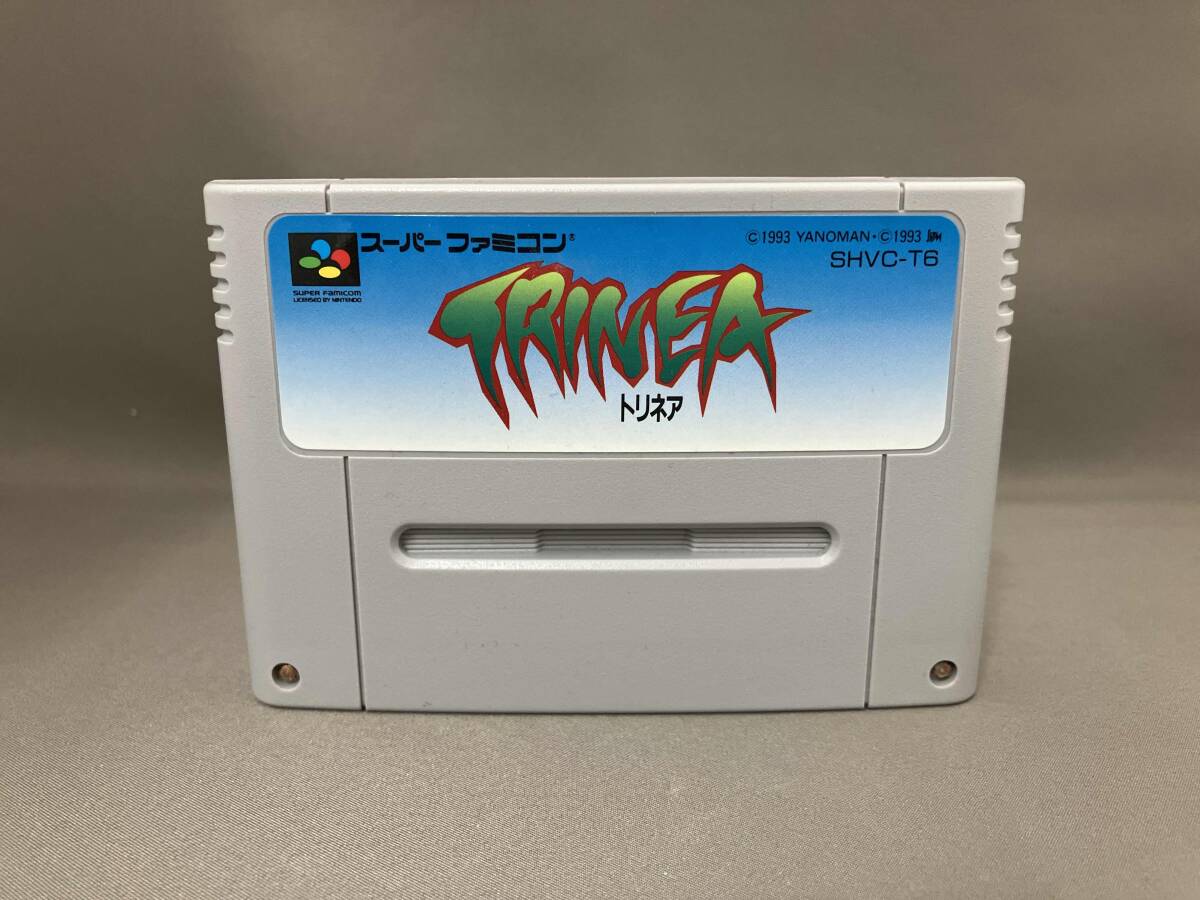 スーパーファミコン®
SUPER FAMICOM
LICENSED BY NINTENDO
©1993 YANOMAN・©1993
SHVC-T6
TRINEA
トリネア